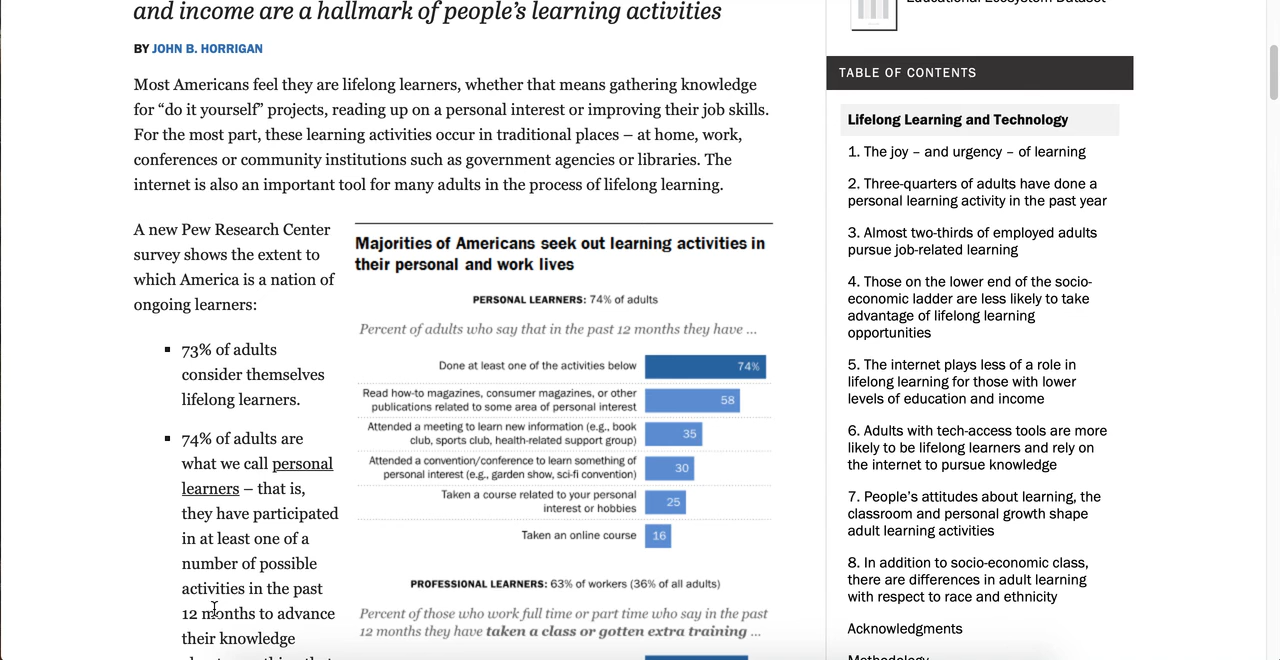 and income are a hallmark of people's learning activities
BY JOHN B. HORRIGAN
Most Americans feel they are lifelong learners, whether that means gathering knowledge
for “do it yourself” projects, reading up on a personal interest or improving their job skills.
For the most part, these learning activities occur in traditional places – at home, work,
conferences or community institutions such as government agencies or libraries. The
internet is also an important tool for many adults in the process of lifelong learning.
A new Pew Research Center
survey shows the extent to
which America is a nation of
ongoing learners:
▪ 73% of adults
consider themselves
lifelong learners.
▪ 74% of adults are
what we call personal
learners – that is,
they have participated
in at least one of a
number of possible
activities in the past
12 months to advance
their knowledge
Majorities of Americans seek out learning activities in
their personal and work lives
PERSONAL LEARNERS: 74% of adults
Percent of adults who say that in the past 12 months they have ...
Done at least one of the activities below 74%
Read how-to magazines, consumer magazines, or other
publications related to some area of personal interest 58
Attended a meeting to learn new information (e.g., book
club, sports club, health-related support group) 35
Attended a convention/conference to learn something of
personal interest (e.g., garden show, sci-fi convention) 30
Taken a course related to your personal
interest or hobbies 25
Taken an online course 16
PROFESSIONAL LEARNERS: 63% of workers (36% of all adults)
Percent of those who work full time or part time who say in the past
12 months they have taken a class or gotten extra training ...
Educational Ecosystem Dataset
TABLE OF CONTENTS
Lifelong Learning and Technology
1. The joy – and urgency – of learning
2. Three-quarters of adults have done a
personal learning activity in the past year
3. Almost two-thirds of employed adults
pursue job-related learning
4. Those on the lower end of the socio-
economic ladder are less likely to take
advantage of lifelong learning
opportunities
5. The internet plays less of a role in
lifelong learning for those with lower
levels of education and income
6. Adults with tech-access tools are more
likely to be lifelong learners and rely on
the internet to pursue knowledge
7. People's attitudes about learning, the
classroom and personal growth shape
adult learning activities
8. In addition to socio-economic class,
there are differences in adult learning
with respect to race and ethnicity
Acknowledgments
Methodology